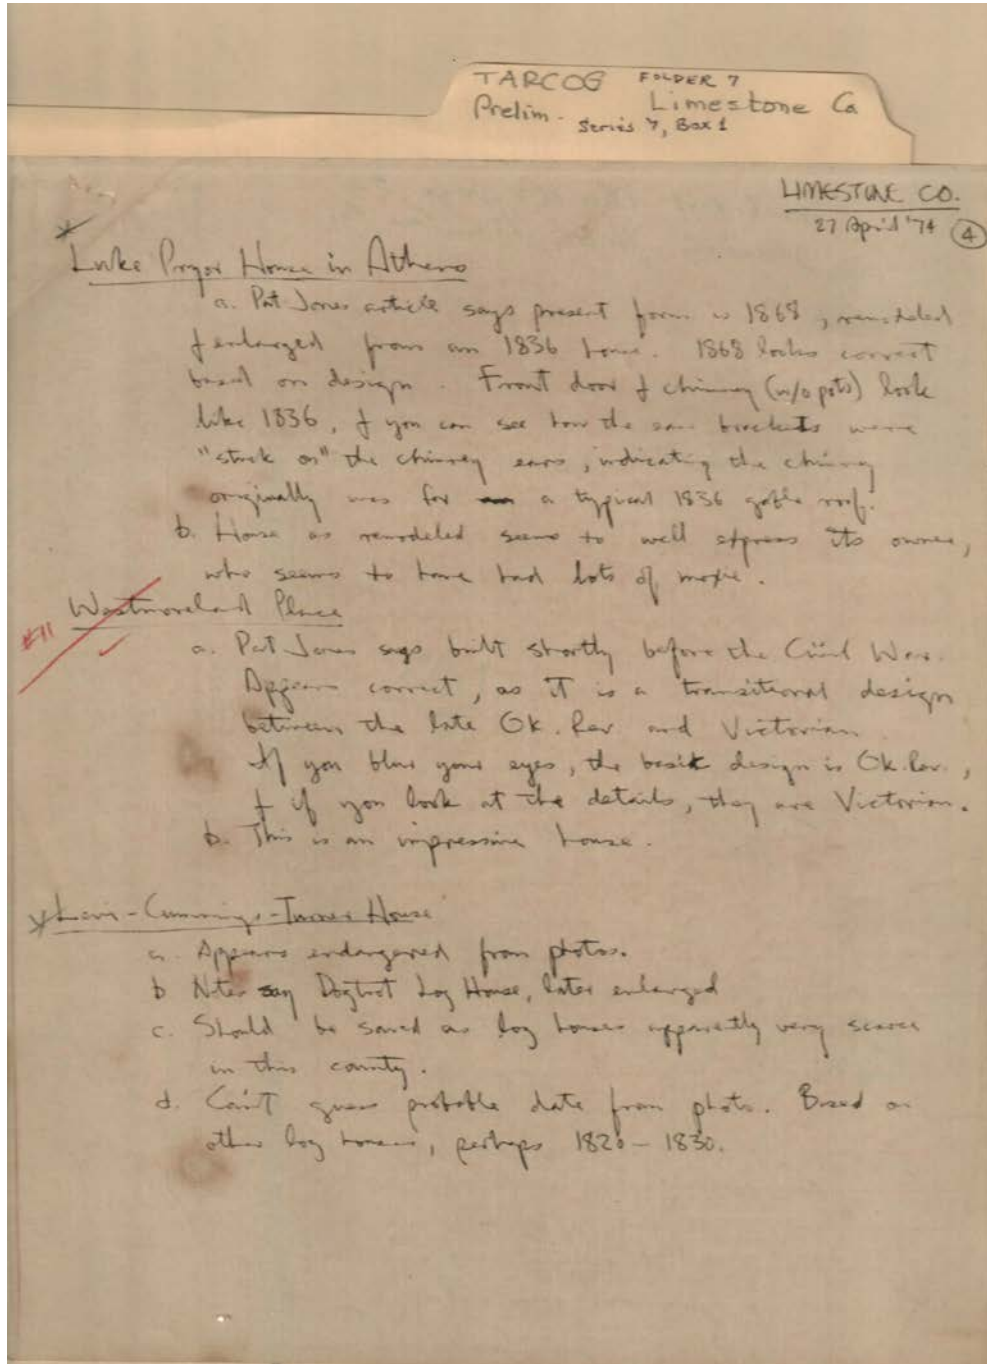 TARCOG FOLDER 7
Prelim. Limestone Co
Series 7, Box 1
LIMESTONE CO.
27 April '74 4
Luke Pryor House in Athens
a. Pat Jones article says present form is 1868, remodeled
& enlarged from an 1836 house. 1868 looks correct
based on design. Front door & chimney (w/o pots) look
like 1836, & you can see how the brackets were
"stuck on" the chimney ears, indicating the chimney
originally was for a typical 1836 gable roof.
b. House as remodeled seems to well express its owner,
who seems to have had lots of moxie.
#11
Westmoreland Place
a. Pat Jones says built shortly before the Civil War.
Appears correct, as it is a transitional design
between the late Gk. Rev and Victorian.
If you blur your eyes, the basic design is Gk. Rev.,
& if you look at the details, they are Victorian.
b. This is an impressive house.
-Cummings-Turner House
a. Appears endangered from photos.
b Notes say Dogtrot Log House, later enlarged
c. Should be saved as log houses apparently very scarce
in this county.
d. Can't guess probable date from photo. Based on
other log houses, perhaps 1820-1830.